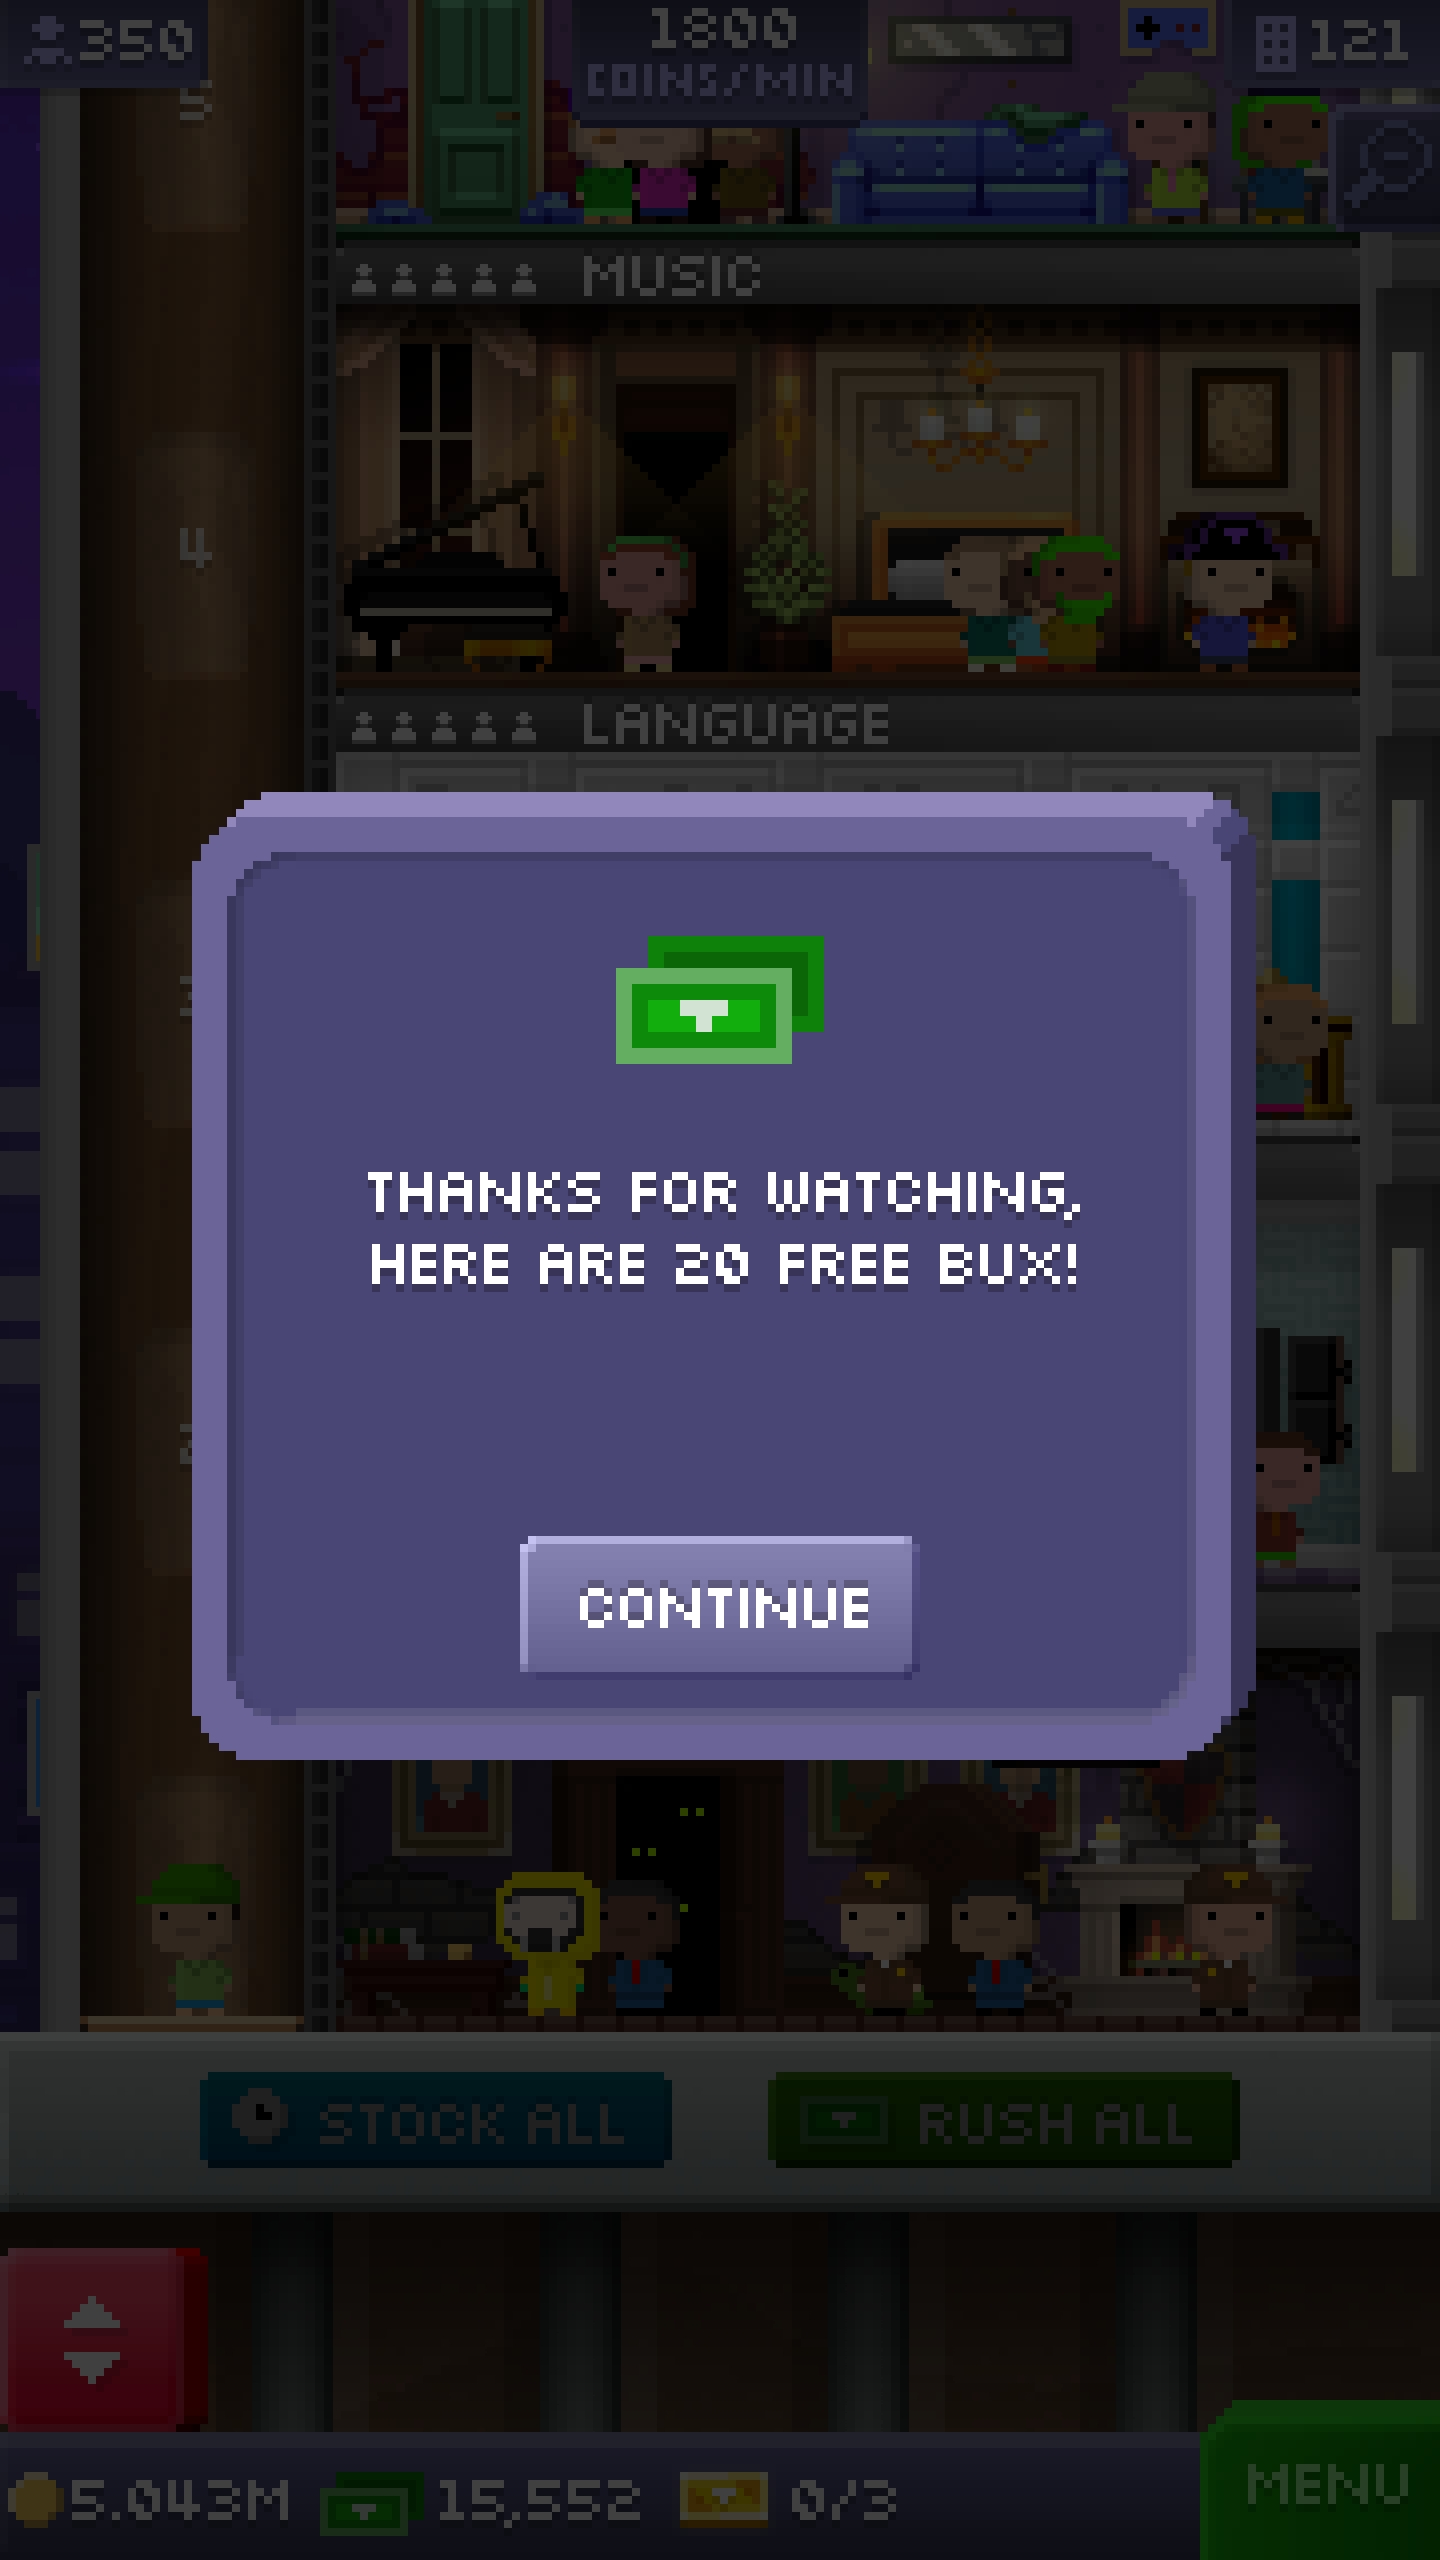 350
1800
COINS/MIN
121
5
MUSIC
4
LANGUAGE
THANKS FOR WATCHING,
HERE ARE 20 FREE BUX!
CONTINUE
STOCK ALL
RUSH ALL
5.043M
15,552
0/3
MENU